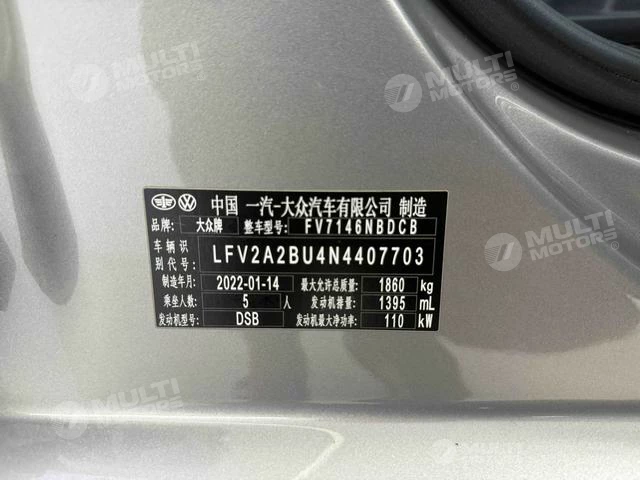 MULTI MOTORS
MULTI MOTORS
MULTI MOTORS
中国 一汽-大众汽车有限公司 制造
品牌: 大众牌 整车型号: FV7146NBDCB
车辆识别代号: LFV2A2BU4N4407703
制造年月: 2022-01-14 最大允许总质量: 1860 kg
乘坐人数: 5 人 发动机排量: 1395 mL
发动机型号: DSB 发动机最大净功率: 110 kW
MULTI MOTORS
MULTI MOTORS